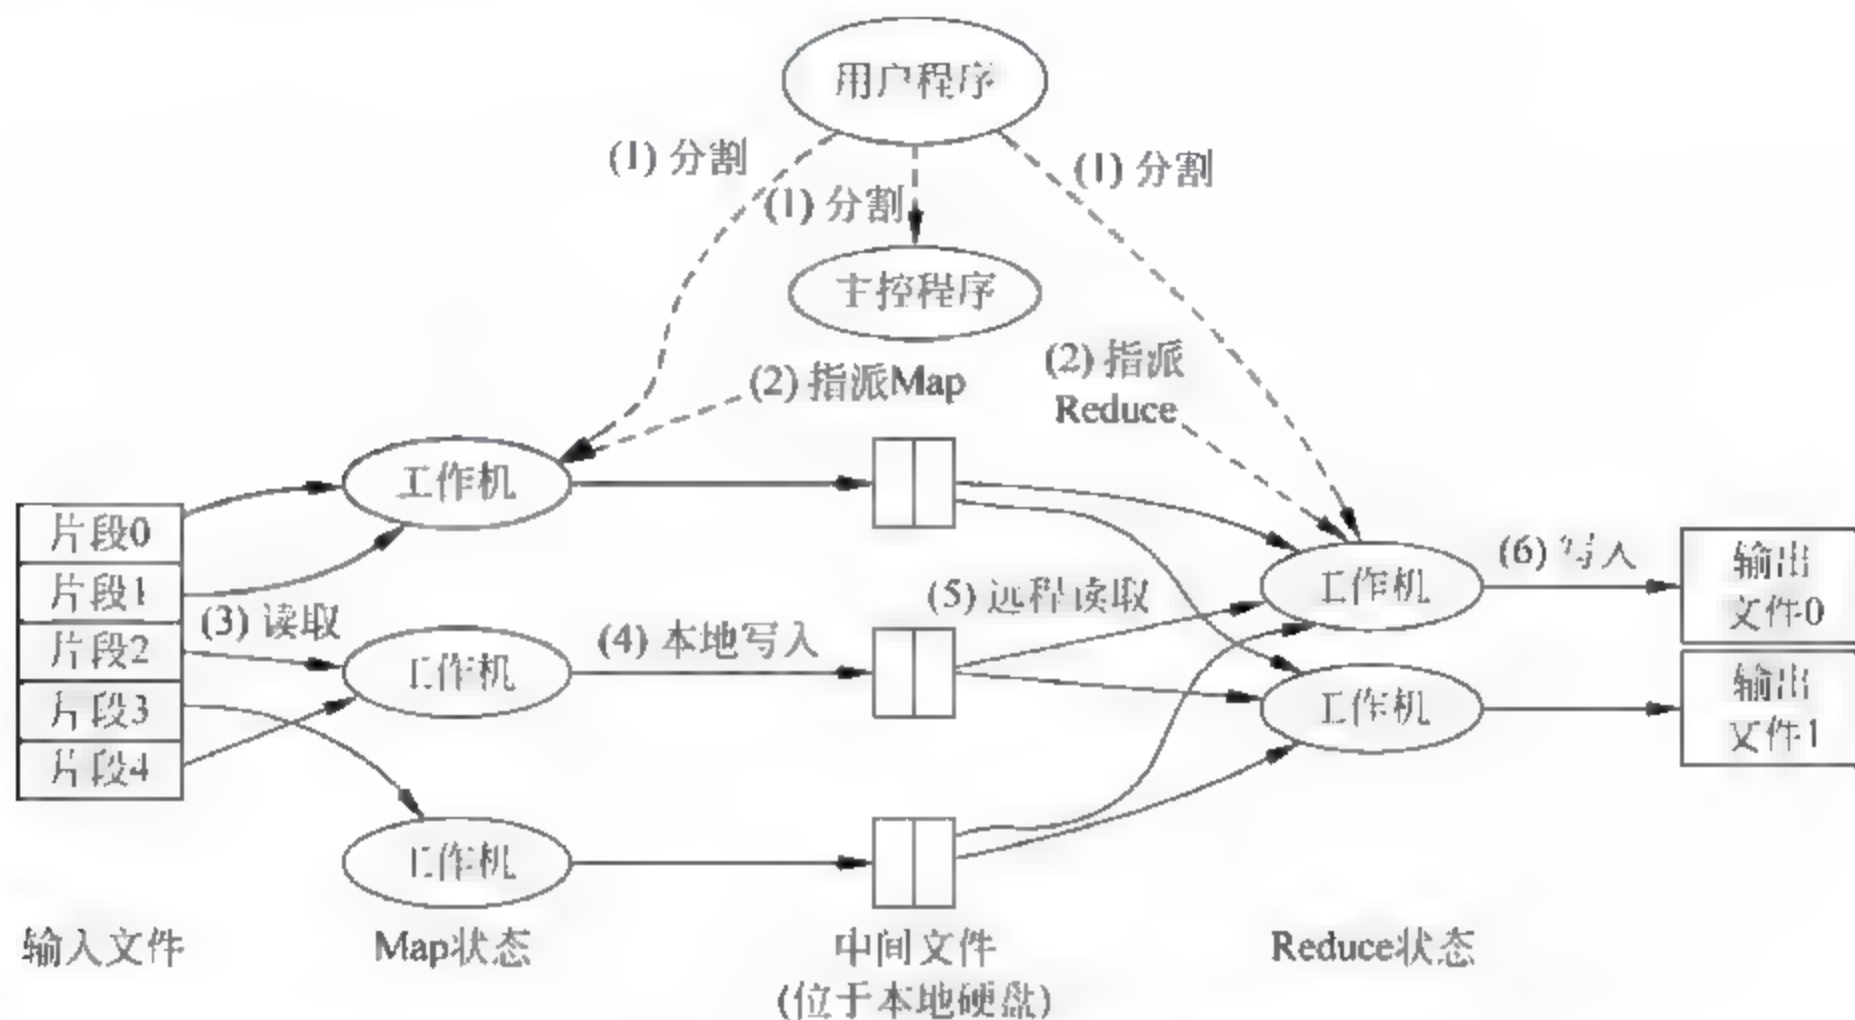 用户程序
(1) 分割
(1) 分割
(1) 分割
主控程序
(2) 指派Map
(2) 指派
Reduce
工作机
片段0
片段1
片段2
片段3
片段4
(3) 读取
工作机
(4) 本地写入
(5) 远程读取
工作机
(6) 写入
输出
文件0
工作机
输出
文件1
工作机
输入文件
Map状态
中间文件
(位于本地硬盘)
Reduce状态